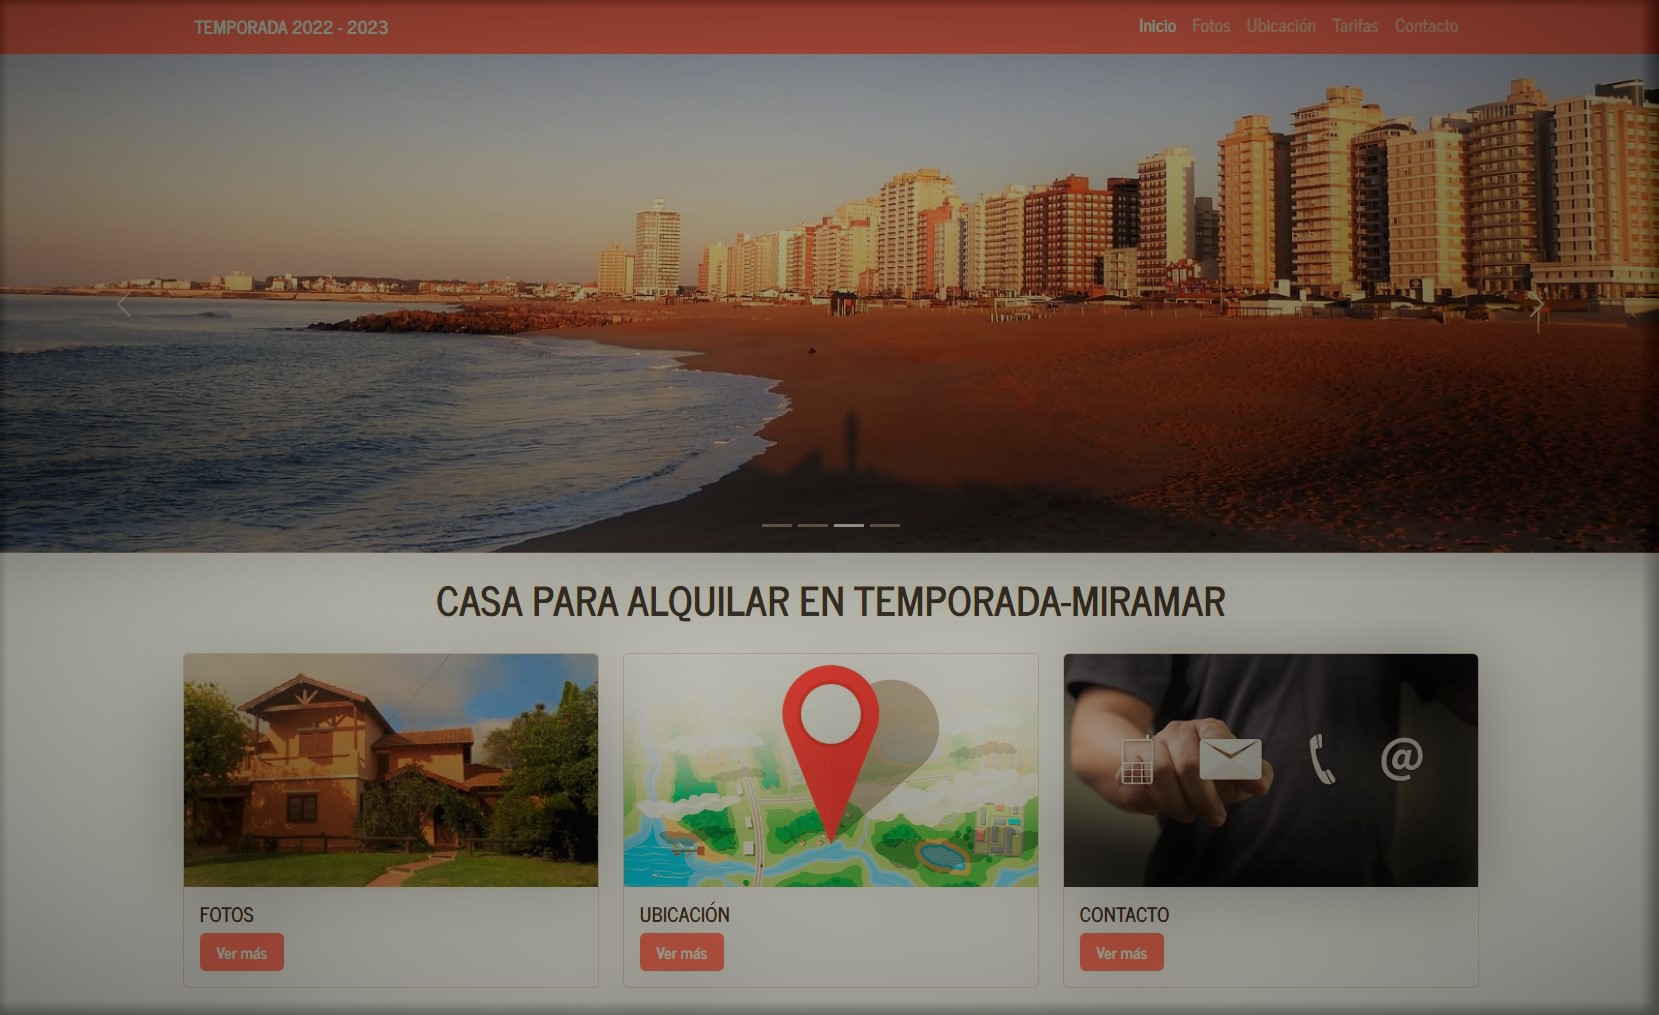 TEMPORADA 2022 - 2023
Inicio Fotos Ubicación Tarifas Contacto
CASA PARA ALQUILAR EN TEMPORADA-MIRAMAR
FOTOS
Ver más
UBICACIÓN
Ver más
@
CONTACTO
Ver más